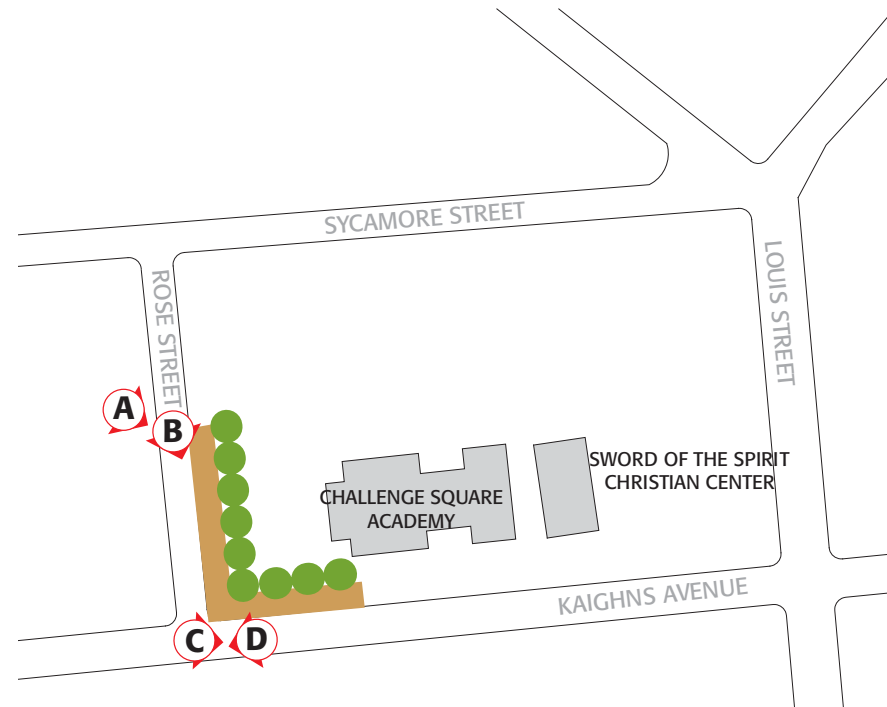 SYCAMORE STREET
ROSE STREET
LOUIS STREET
A
B
SWORD OF THE SPIRIT
CHRISTIAN CENTER
CHALLENGE SQUARE
ACADEMY
KAIGHNS AVENUE
C
D